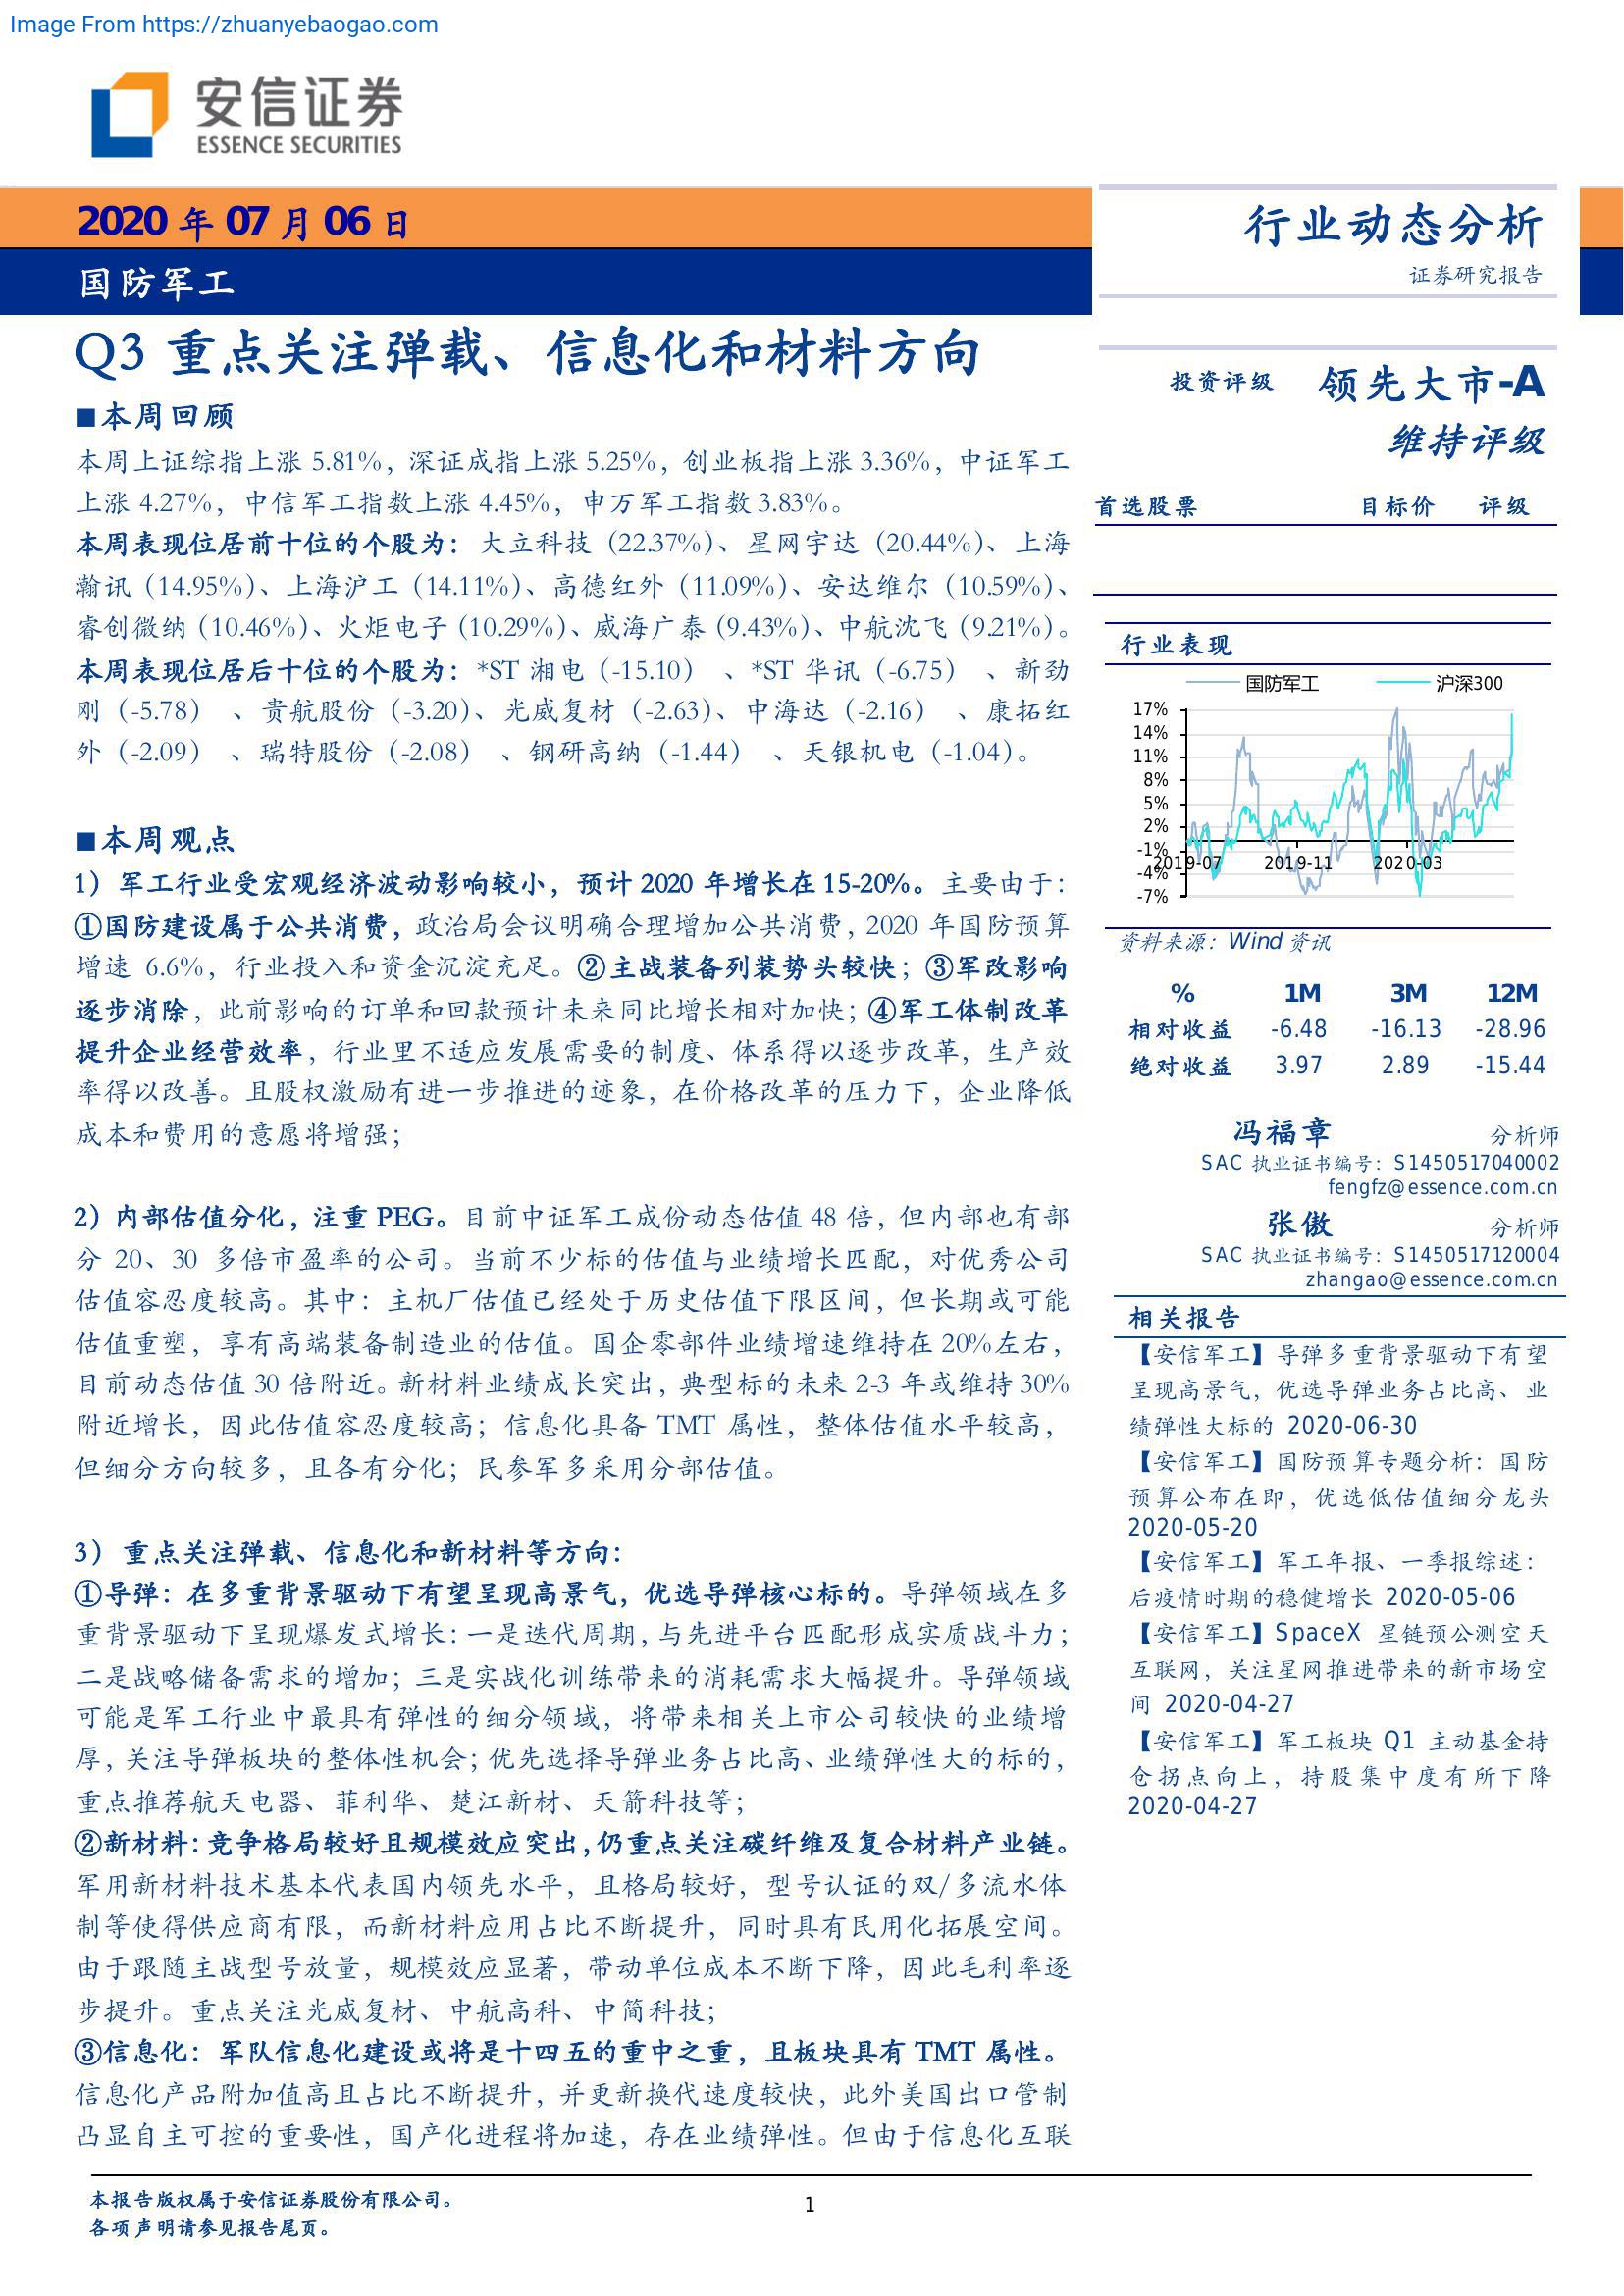 Image From https://zhuanyebaogao.com
安信证券
ESSENCE SECURITIES
2020 年 07 月 06 日
国防军工
行业动态分析
证券研究报告
Q3 重点关注弹载、信息化和材料方向
■本周回顾
本周上证综指上涨 5.81%，深证成指上涨 5.25%，创业板指上涨 3.36%，中证军工
上涨 4.27%，中信军工指数上涨 4.45%，申万军工指数 3.83%。
本周表现位居前十位的个股为：大立科技（22.37%）、星网宇达（20.44%）、上海
瀚讯（14.95%）、上海沪工（14.11%）、高德红外（11.09%）、安达维尔（10.59%）、
睿创微纳（10.46%）、火炬电子（10.29%）、威海广泰（9.43%）、中航沈飞（9.21%）。
本周表现位居后十位的个股为：*ST 湘电（-15.10） 、*ST 华讯（-6.75） 、新劲
刚（-5.78） 、贵航股份（-3.20）、光威复材（-2.63）、中海达（-2.16） 、康拓红
外（-2.09） 、瑞特股份（-2.08） 、钢研高纳（-1.44） 、天银机电（-1.04）。
■本周观点
1）军工行业受宏观经济波动影响较小，预计 2020 年增长在 15-20%。主要由于：
①国防建设属于公共消费，政治局会议明确合理增加公共消费，2020 年国防预算
增速 6.6%，行业投入和资金沉淀充足。②主战装备列装势头较快；③军改影响
逐步消除，此前影响的订单和回款预计未来同比增长相对加快；④军工体制改革
提升企业经营效率，行业里不适应发展需要的制度、体系得以逐步改革，生产效
率得以改善。且股权激励有进一步推进的迹象，在价格改革的压力下，企业降低
成本和费用的意愿将增强；
2）内部估值分化，注重 PEG。目前中证军工成份动态估值 48 倍，但内部也有部
分 20、30 多倍市盈率的公司。当前不少标的估值与业绩增长匹配，对优秀公司
估值容忍度较高。其中：主机厂估值已经处于历史估值下限区间，但长期或可能
估值重塑，享有高端装备制造业的估值。国企零部件业绩增速维持在 20%左右，
目前动态估值 30 倍附近。新材料业绩成长突出，典型标的未来 2-3 年或维持 30%
附近增长，因此估值容忍度较高；信息化具备 TMT 属性，整体估值水平较高，
但细分方向较多，且各有分化；民参军多采用分部估值。
3） 重点关注弹载、信息化和新材料等方向：
①导弹：在多重背景驱动下有望呈现高景气，优选导弹核心标的。导弹领域在多
重背景驱动下呈现爆发式增长：一是迭代周期，与先进平台匹配形成实质战斗力；
二是战略储备需求的增加；三是实战化训练带来的消耗需求大幅提升。导弹领域
可能是军工行业中最具有弹性的细分领域，将带来相关上市公司较快的业绩增
厚，关注导弹板块的整体性机会；优先选择导弹业务占比高、业绩弹性大的标的，
重点推荐航天电器、菲利华、楚江新材、天箭科技等；
②新材料：竞争格局较好且规模效应突出，仍重点关注碳纤维及复合材料产业链。
军用新材料技术基本代表国内领先水平，且格局较好，型号认证的双/多流水体
制等使得供应商有限，而新材料应用占比不断提升，同时具有民用化拓展空间。
由于跟随主战型号放量，规模效应显著，带动单位成本不断下降，因此毛利率逐
步提升。重点关注光威复材、中航高科、中简科技；
③信息化：军队信息化建设或将是十四五的重中之重，且板块具有 TMT 属性。
信息化产品附加值高且占比不断提升，并更新换代速度较快，此外美国出口管制
凸显自主可控的重要性，国产化进程将加速，存在业绩弹性。但由于信息化互联
投资评级 领先大市-A
维持评级
首选股票 目标价 评级
行业表现
国防军工 沪深300
17%
14%
11%
8%
5%
2%
-1%
-4%
-7%
2019-07 2019-11 2020-03
资料来源：Wind 资讯
% 1M 3M 12M
相对收益 -6.48 -16.13 -28.96
绝对收益 3.97 2.89 -15.44
冯福章 分析师
SAC 执业证书编号：S1450517040002
fengfz@essence.com.cn
张傲 分析师
SAC 执业证书编号：S1450517120004
zhangao@essence.com.cn
相关报告
【安信军工】导弹多重背景驱动下有望
呈现高景气，优选导弹业务占比高、业
绩弹性大标的 2020-06-30
【安信军工】国防预算专题分析：国防
预算公布在即，优选低估值细分龙头
2020-05-20
【安信军工】军工年报、一季报综述：
后疫情时期的稳健增长 2020-05-06
【安信军工】SpaceX 星链预公测空天
互联网，关注星网推进带来的新市场空
间 2020-04-27
【安信军工】军工板块 Q1 主动基金持
仓拐点向上，持股集中度有所下降
2020-04-27
本报告版权属于安信证券股份有限公司。
各项声明请参见报告尾页。
1